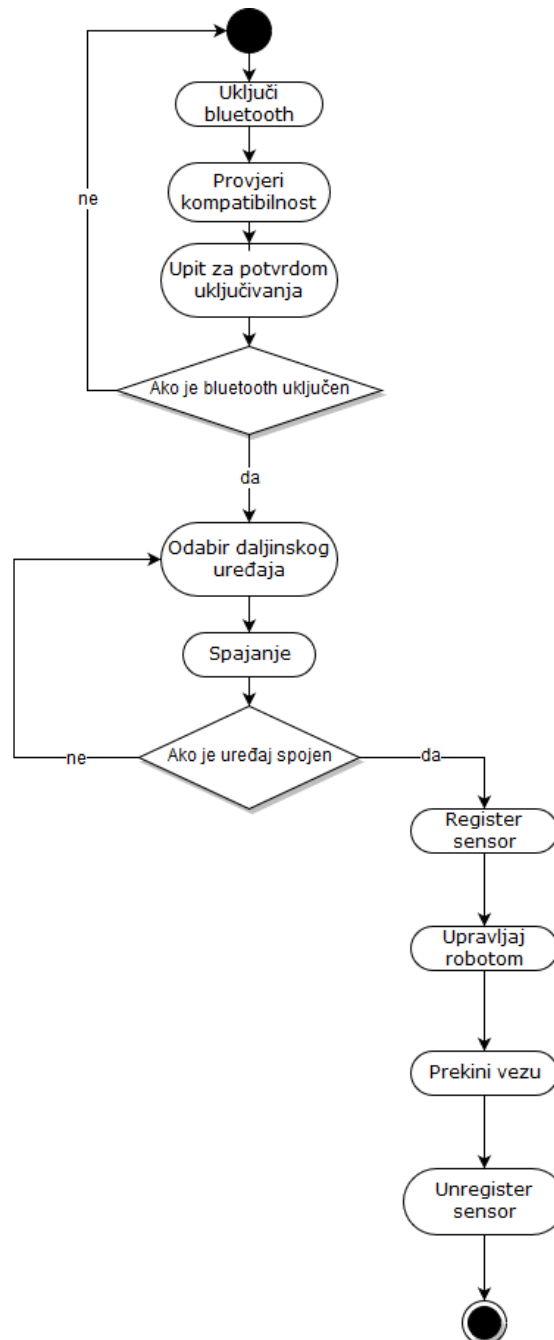 Uključi
bluetooth
Provjeri
kompatibilnost
ne
Upit za potvrdom
uključivanja
Ako je bluetooth uključen
da
Odabir daljinskog
uređaja
Spajanje
Ako je uređaj spojen
ne
da
Register
sensor
Upravljaj
robotom
Prekini vezu
Unregister
sensor